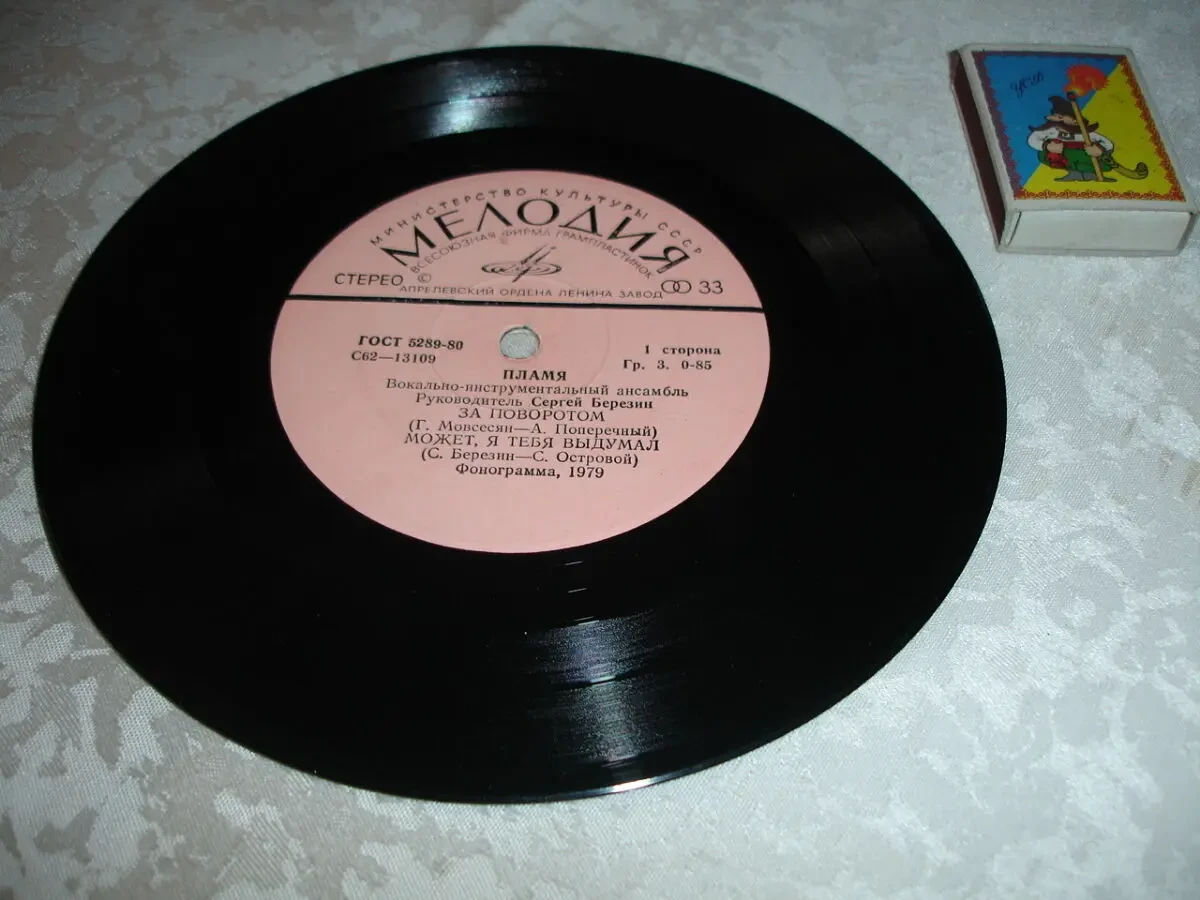 МИНИСТЕРСТВО КУЛЬТУРЫ СССР
МЕЛОДИЯ
ВСЕСОЮЗНАЯ ФИРМА ГРАМПЛАСТИНОК
СТЕРЕО ©
33
АПРЕЛЕВСКИЙ ОРДЕНА ЛЕНИНА ЗАВОД
ГОСТ 5289-80
С62—13109
1 сторона
Гр. 3. 0-85
ПЛАМЯ
Вокально-инструментальный ансамбль
Руководитель Сергей Березин
ЗА ПОВОРОТОМ
(Г. Мовсесян—А. Поперечный)
МОЖЕТ, Я ТЕБЯ ВЫДУМАЛ
(С. Березин—С. Островой)
Фонограмма, 1979